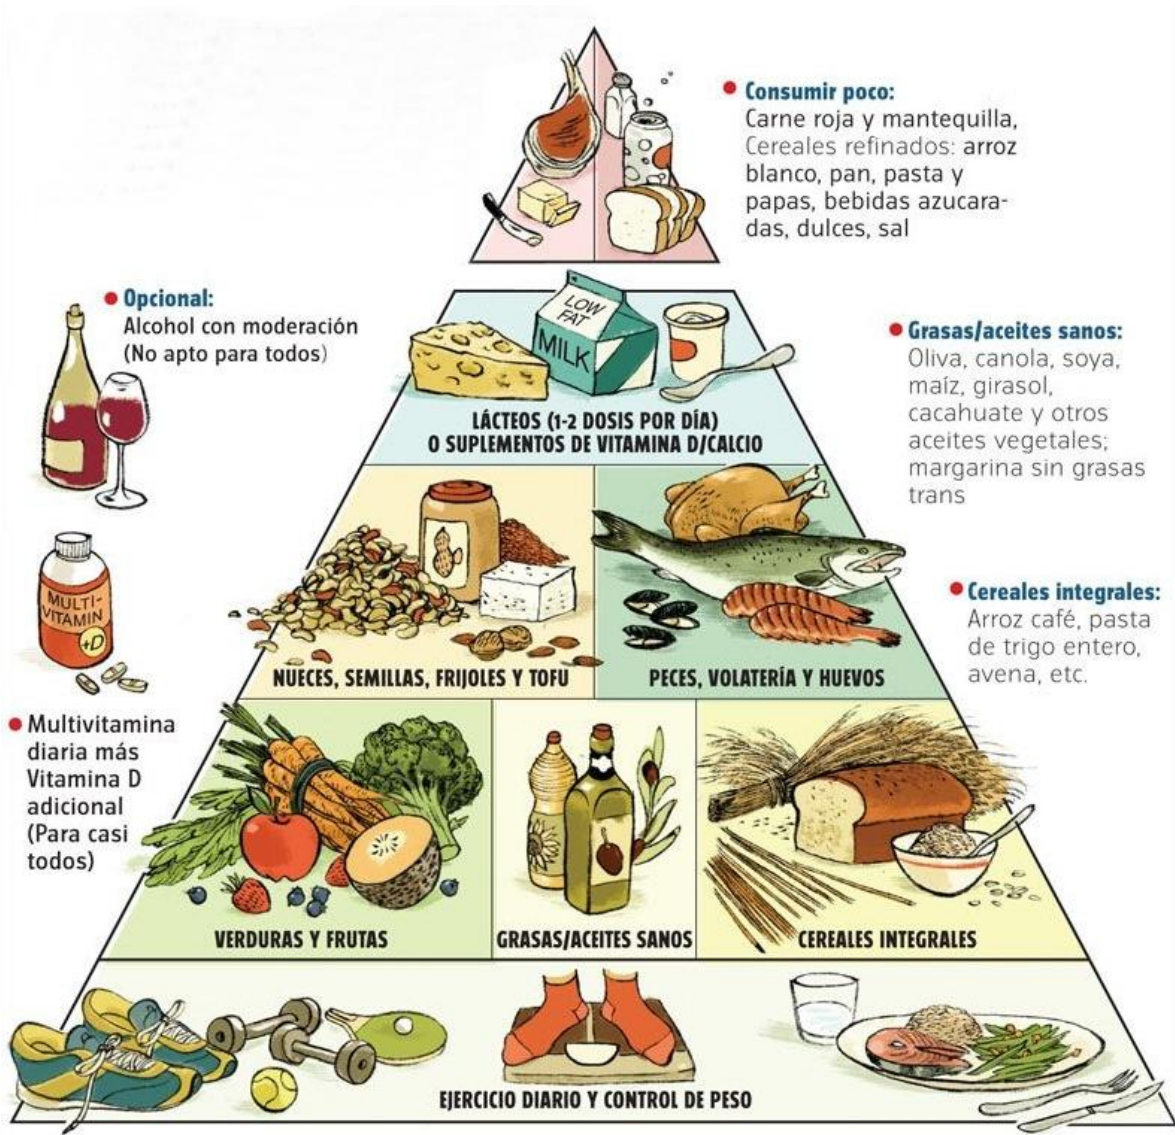 Consumir poco:
Carne roja y mantequilla,
Cereales refinados: arroz
blanco, pan, pasta y
papas, bebidas azucara-
das, dulces, sal
Opcional:
Alcohol con moderación
(No apto para todos)
LOW
FAT
MILK
LÁCTEOS (1-2 DOSIS POR DÍA)
O SUPLEMENTOS DE VITAMINA D/CALCIO
Grasas/aceites sanos:
Oliva, canola, soya,
maíz, girasol,
cacahuate y otros
aceites vegetales;
margarina sin grasas
trans
MULTI-
VITAMIN
+D
NUECES, SEMILLAS, FRIJOLES Y TOFU
PECES, VOLATERÍA Y HUEVOS
Cereales integrales:
Arroz café, pasta
de trigo entero,
avena, etc.
Multivitamina
diaria más
Vitamina D
adicional
(Para casi
todos)
VERDURAS Y FRUTAS
GRASAS/ACEITES SANOS
CEREALES INTEGRALES
EJERCICIO DIARIO Y CONTROL DE PESO